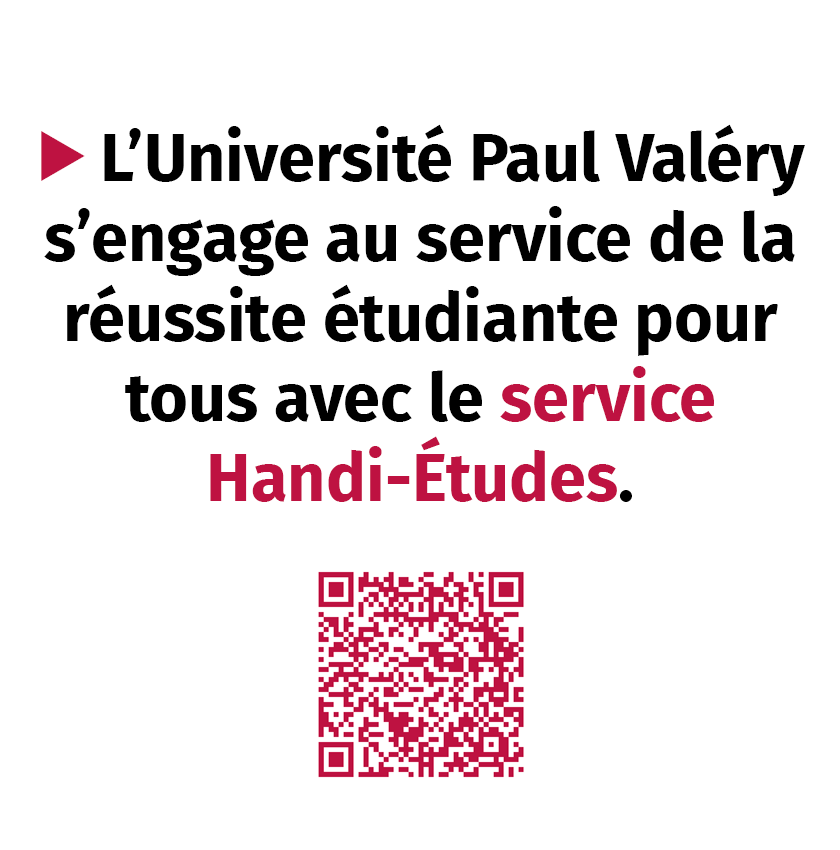 L’Université Paul Valéry
s’engage au service de la
réussite étudiante pour
tous avec le service
Handi-Études.